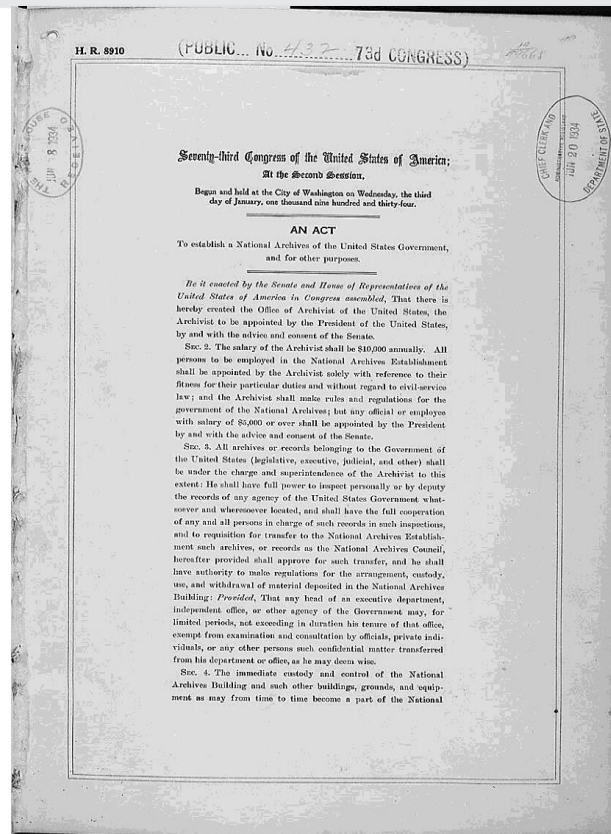 H. R. 8910
(PUBLIC... No. 432 73d CONGRESS)
THE HOUSE
JUN 8 1934
RECEIVED
CHIEF CLERK AND
JUN 20 1934
DEPARTMENT OF STATE
Seventy-third Congress of the United States of America;
At the Second Session,
Begun and held at the City of Washington on Wednesday, the third
day of January, one thousand nine hundred and thirty-four.
AN ACT
To establish a National Archives of the United States Government,
and for other purposes.
Be it enacted by the Senate and House of Representatives of the
United States of America in Congress assembled, That there is
hereby created the Office of Archivist of the United States, the
Archivist to be appointed by the President of the United States,
by and with the advice and consent of the Senate.
SEC. 2. The salary of the Archivist shall be $10,000 annually. All
persons to be employed in the National Archives Establishment
shall be appointed by the Archivist solely with reference to their
fitness for their particular duties and without regard to civil-service
law; and the Archivist shall make rules and regulations for the
government of the National Archives; but any official or employee
with salary of $5,000 or over shall be appointed by the President
by and with the advice and consent of the Senate.
SEC. 3. All archives or records belonging to the Government of
the United States (legislative, executive, judicial, and other) shall
be under the charge and superintendence of the Archivist to this
extent: He shall have full power to inspect personally or by deputy
the records of any agency of the United States Government what-
soever and wheresoever located, and shall have the full cooperation
of any and all persons in charge of such records in such inspections,
and to requisition for transfer to the National Archives Establish-
ment such archives, or records as the National Archives Council,
hereafter provided shall approve for such transfer, and he shall
have authority to make regulations for the arrangement, custody,
use, and withdrawal of material deposited in the National Archives
Building: Provided, That any head of an executive department,
independent office, or other agency of the Government may, for
limited periods, not exceeding in duration his tenure of that office,
exempt from examination and consultation by officials, private indi-
viduals, or any other persons such confidential matter transferred
from his department or office, as he may deem wise.
SEC. 4. The immediate custody and control of the National
Archives Building and such other buildings, grounds, and equip-
ment as may from time to time become a part of the National